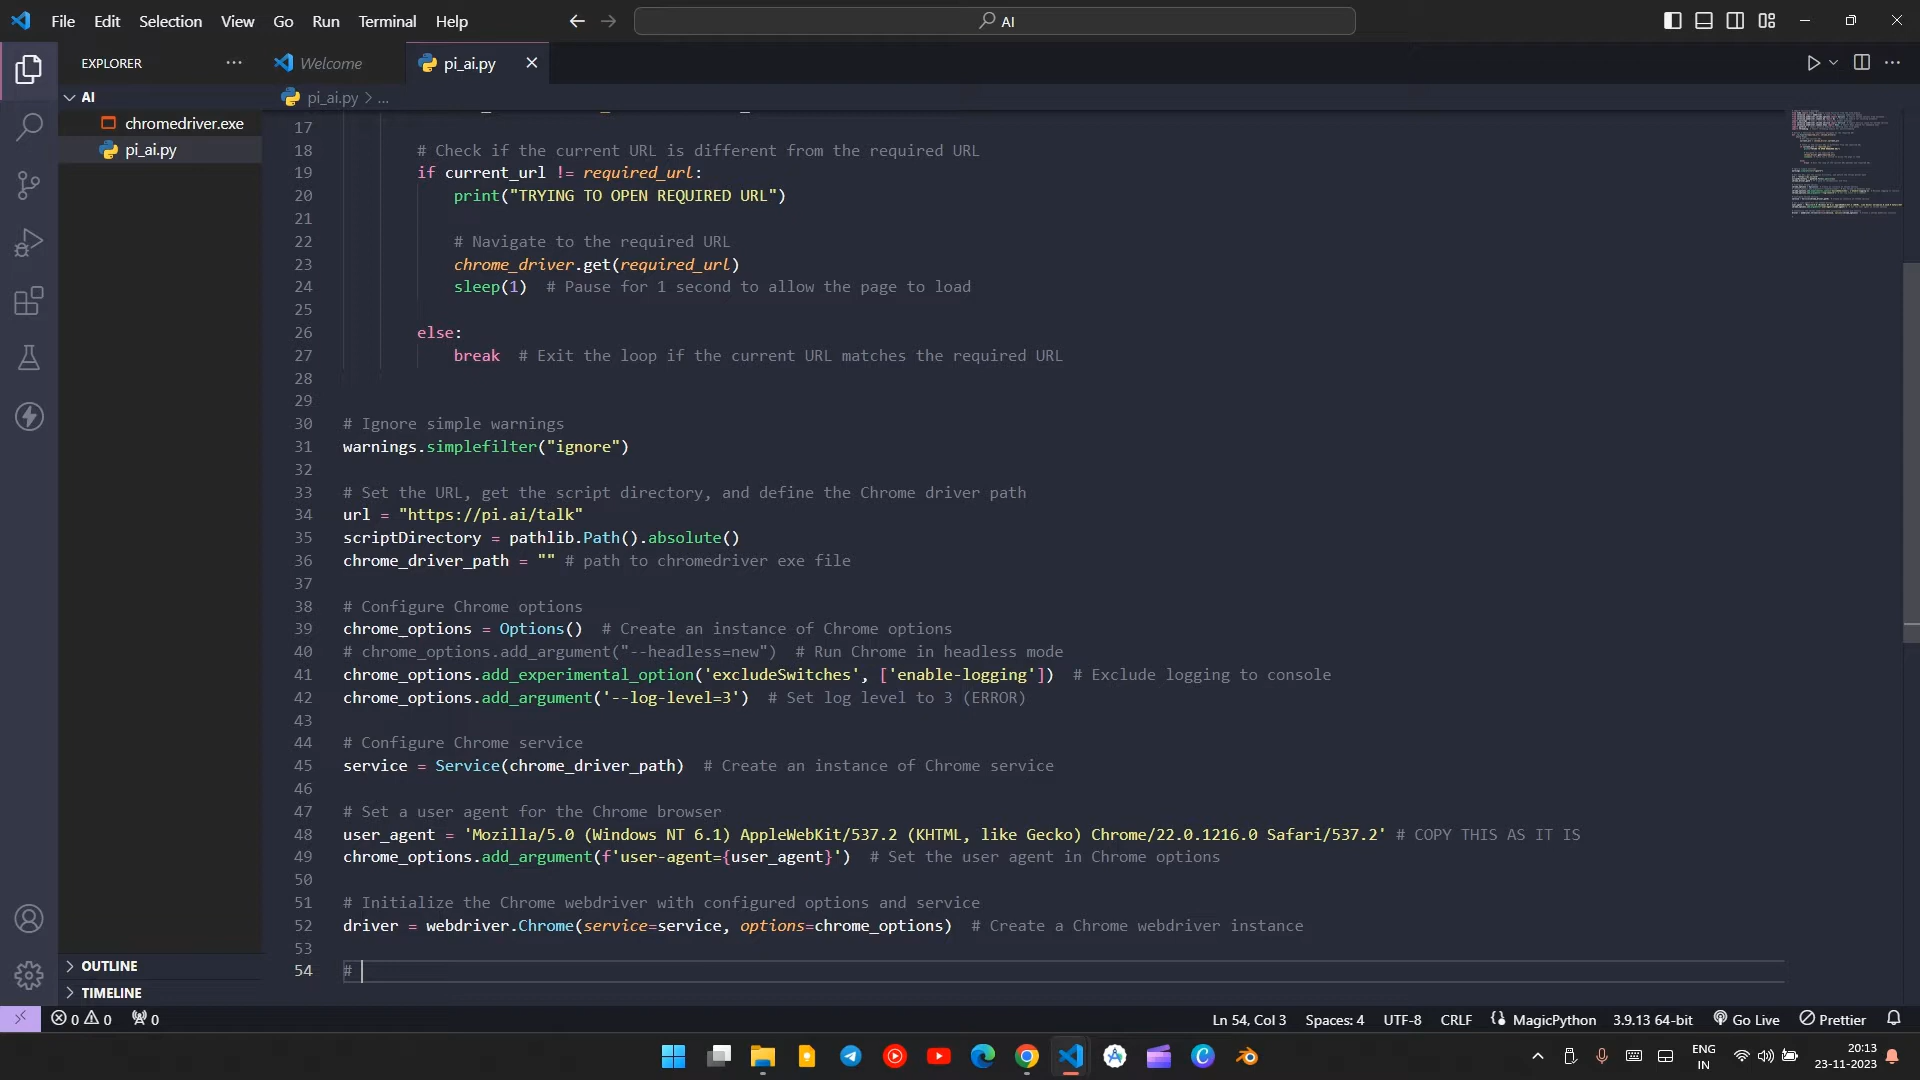 File Edit Selection View Go Run Terminal Help
AI
EXPLORER
Welcome
pi_ai.py
AI
chromedriver.exe
pi_ai.py
pi_ai.py > ...
17
18 # Check if the current URL is different from the required URL
19 if current_url != required_url:
20 print("TRYING TO OPEN REQUIRED URL")
21
22 # Navigate to the required URL
23 chrome_driver.get(required_url)
24 sleep(1)  # Pause for 1 second to allow the page to load
25
26 else:
27 break  # Exit the loop if the current URL matches the required URL
28
29
30 # Ignore simple warnings
31 warnings.simplefilter("ignore")
32
33 # Set the URL, get the script directory, and define the Chrome driver path
34 url = "https://pi.ai/talk"
35 scriptDirectory = pathlib.Path().absolute()
36 chrome_driver_path = "" # path to chromedriver exe file
37
38 # Configure Chrome options
39 chrome_options = Options()  # Create an instance of Chrome options
40 # chrome_options.add_argument("--headless=new")  # Run Chrome in headless mode
41 chrome_options.add_experimental_option('excludeSwitches', ['enable-logging'])  # Exclude logging to console
42 chrome_options.add_argument('--log-level=3')  # Set log level to 3 (ERROR)
43
44 # Configure Chrome service
45 service = Service(chrome_driver_path)  # Create an instance of Chrome service
46
47 # Set a user agent for the Chrome browser
48 user_agent = 'Mozilla/5.0 (Windows NT 6.1) AppleWebKit/537.2 (KHTML, like Gecko) Chrome/22.0.1216.0 Safari/537.2' # COPY THIS AS IT IS
49 chrome_options.add_argument(f'user-agent={user_agent}')  # Set the user agent in Chrome options
50
51 # Initialize the Chrome webdriver with configured options and service
52 driver = webdriver.Chrome(service=service, options=chrome_options)  # Create a Chrome webdriver instance
53
54 #
OUTLINE
TIMELINE
0 0 0
Ln 54, Col 3 Spaces: 4 UTF-8 CRLF MagicPython 3.9.13 64-bit Go Live Prettier
ENG
IN
20:13
23-11-2023